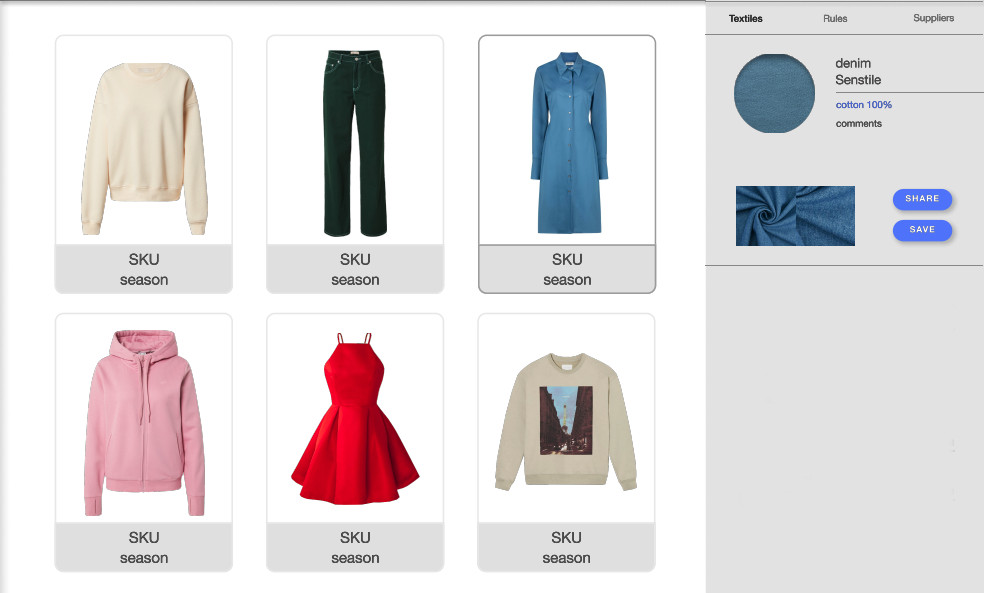 Textiles
Rules
Suppliers
denim
Senstile
cotton 100%
comments
SHARE
SAVE
SKU
season
SKU
season
SKU
season
SKU
season
SKU
season
SKU
season